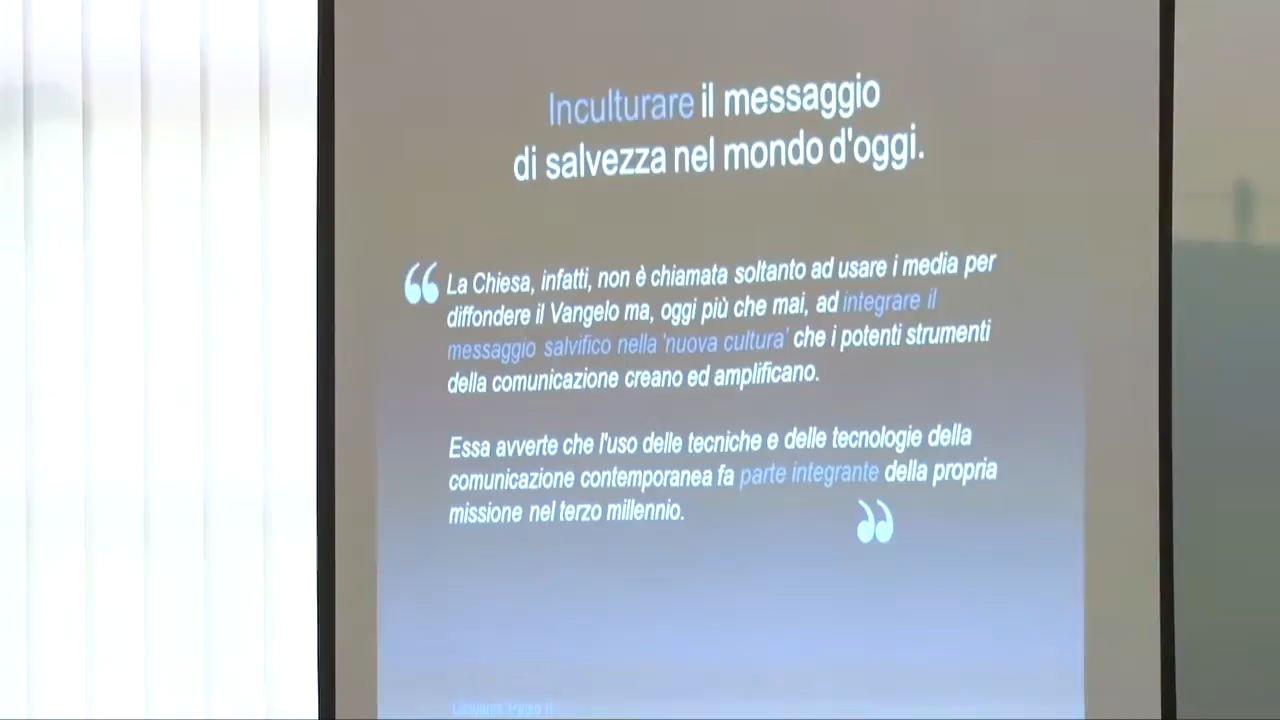 Inculturare il messaggio
di salvezza nel mondo d'oggi.
“ La Chiesa, infatti, non è chiamata soltanto ad usare i media per
diffondere il Vangelo ma, oggi più che mai, ad integrare il
messaggio salvifico nella 'nuova cultura' che i potenti strumenti
della comunicazione creano ed amplificano.
Essa avverte che l'uso delle tecniche e delle tecnologie della
comunicazione contemporanea fa parte integrante della propria
missione nel terzo millennio. ”
Giovanni Paolo II